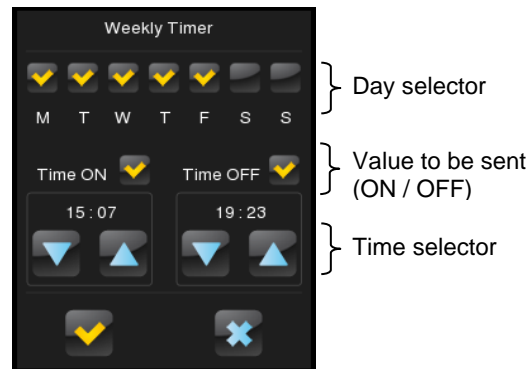 Weekly Timer
M T W T F S S
Day selector
Time ON Time OFF
Value to be sent
(ON / OFF)
15:07 19:23
Time selector